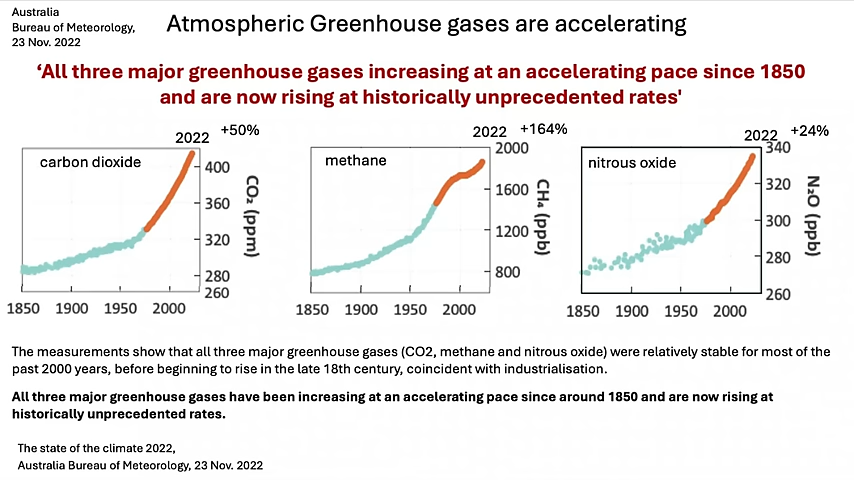 Australia
Bureau of Meteorology,
23 Nov. 2022
Atmospheric Greenhouse gases are accelerating
‘All three major greenhouse gases increasing at an accelerating pace since 1850
and are now rising at historically unprecedented rates'
2022 +50%
carbon dioxide
400
360
320
280
260
CO₂ (ppm)
1850 1900 1950 2000
2022 +164%
methane
2000
1600
1200
800
CH₄ (ppb)
1850 1900 1950 2000
2022 +24%
nitrous oxide
340
320
300
280
260
N₂O (ppb)
1850 1900 1950 2000
The measurements show that all three major greenhouse gases (CO2, methane and nitrous oxide) were relatively stable for most of the
past 2000 years, before beginning to rise in the late 18th century, coincident with industrialisation.
All three major greenhouse gases have been increasing at an accelerating pace since around 1850 and are now rising at
historically unprecedented rates.
The state of the climate 2022,
Australia Bureau of Meteorology, 23 Nov. 2022